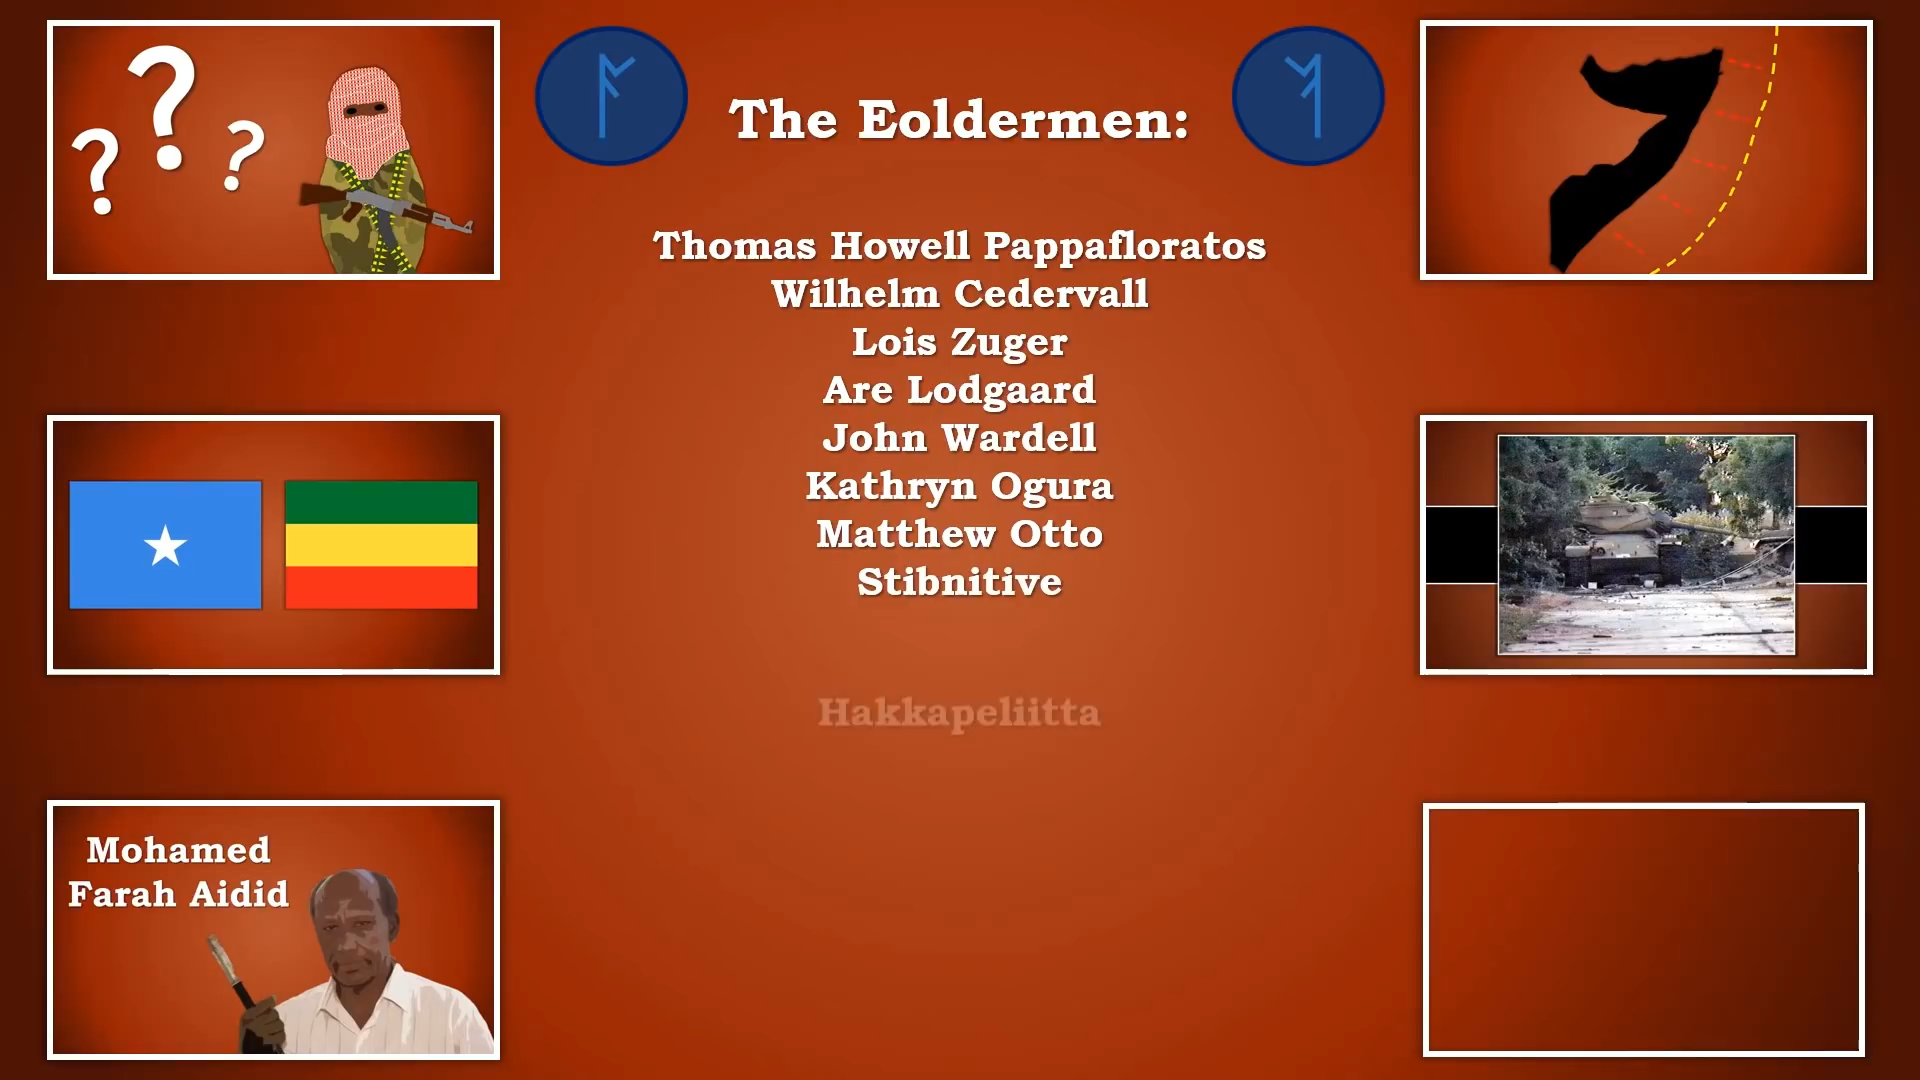 ? ? ?
The Eoldermen:
Thomas Howell Pappafloratos
Wilhelm Cedervall
Lois Zuger
Are Lodgaard
John Wardell
Kathryn Ogura
Matthew Otto
Stibnitive
Hakkapeliitta
Mohamed
Farah Aidid